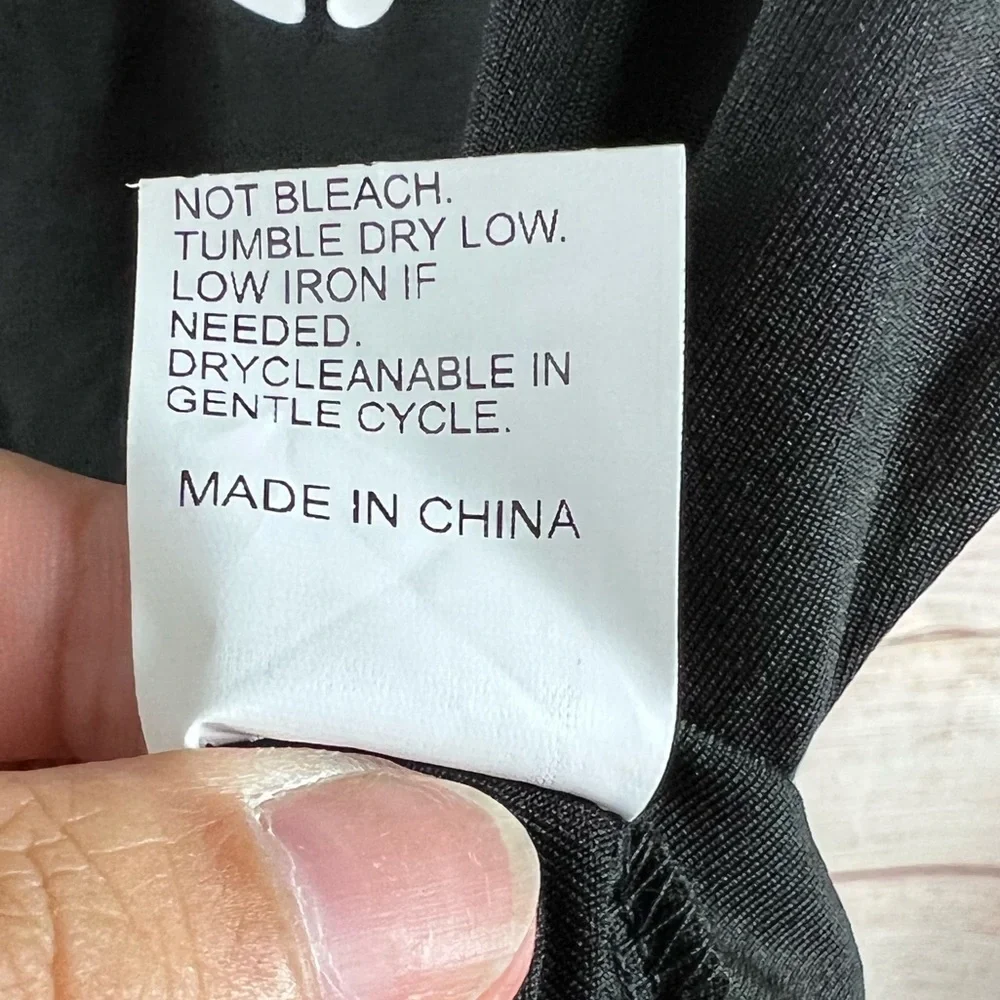 NOT BLEACH.
TUMBLE DRY LOW.
LOW IRON IF
NEEDED.
DRYCLEANABLE IN
GENTLE CYCLE.
MADE IN CHINA